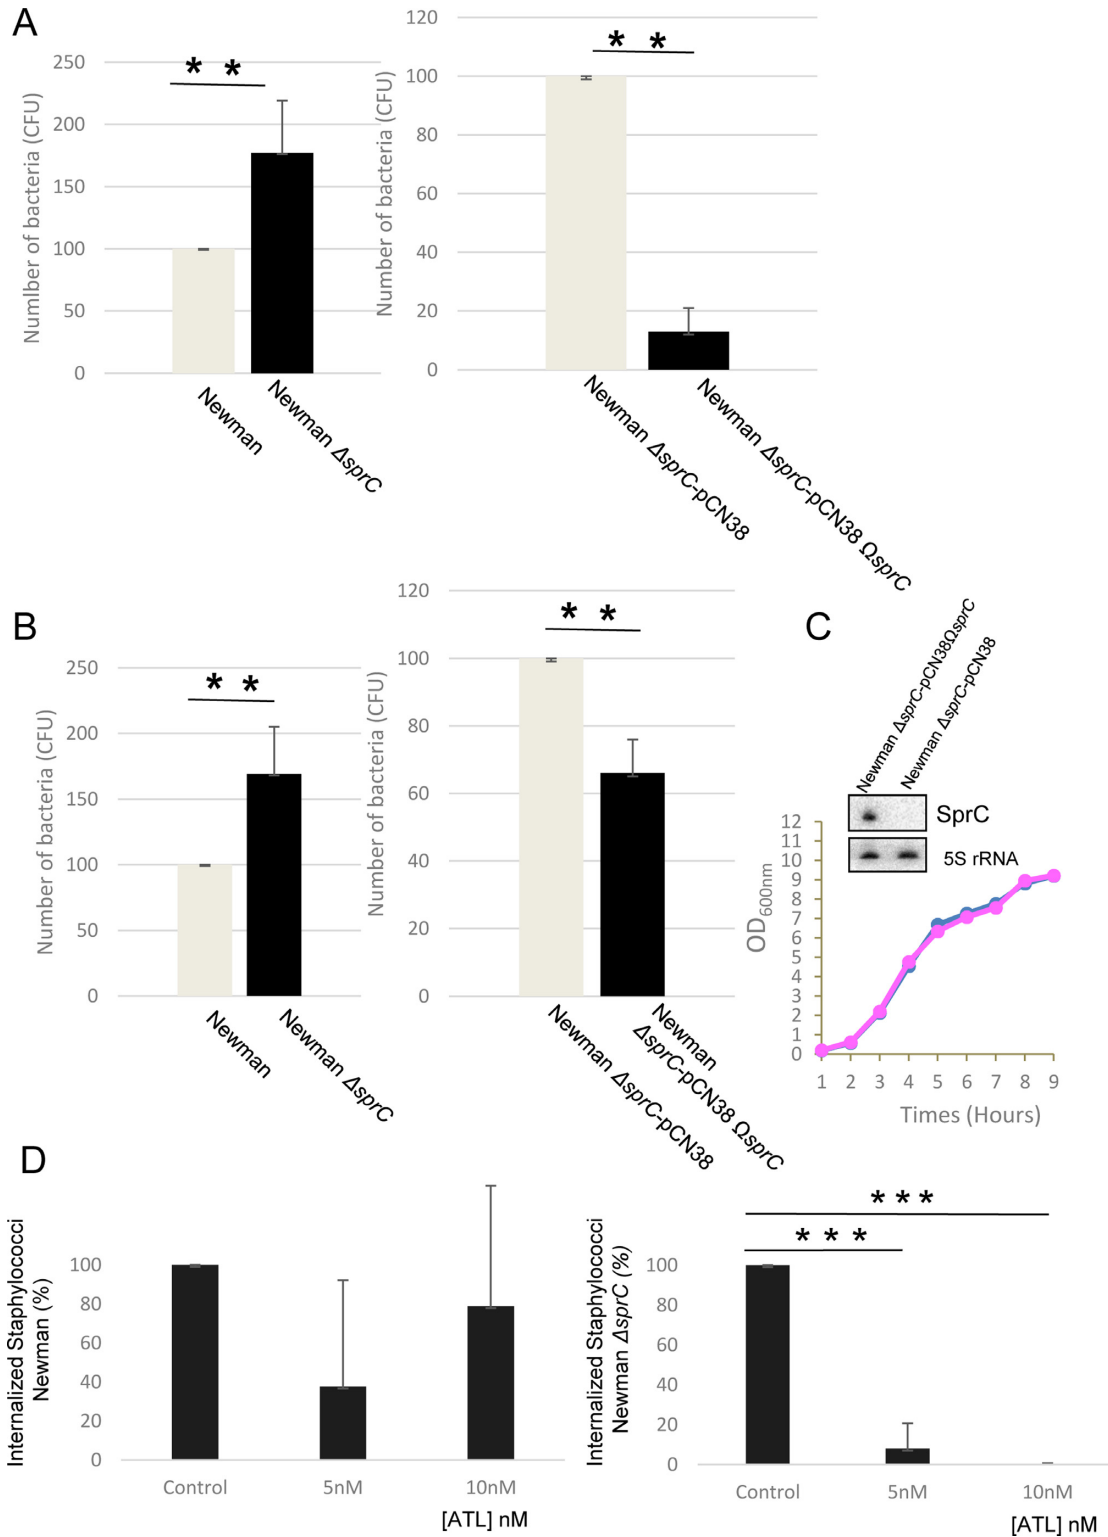 A
Numlber of bacteria (CFU)
250
200
150
100
50
0
* *
Newman
Newman ΔsprC
Number of bacteria (CFU)
120
100
80
60
40
20
0
* *
Newman ΔsprC-pCN38
Newman ΔsprC-pCN38 ΩsprC
B
Number of bacteria (CFU)
250
200
150
100
50
0
* *
Newman
Newman ΔsprC
Number of bacteria (CFU)
120
100
80
60
40
20
0
* *
Newman ΔsprC-pCN38
Newman
ΔsprC-pCN38 ΩsprC
C
Newman ΔsprC-pCN38ΩsprC
Newman ΔsprC-pCN38
SprC
5S rRNA
OD600nm
12
11
10
9
8
7
6
5
4
3
2
1
0
1 2 3 4 5 6 7 8 9
Times (Hours)
D
Internalized Staphylococci
Newman (%)
100
80
60
40
20
0
Control 5nM 10nM
[ATL] nM
Internalized Staphylococci
Newman ΔsprC (%)
100
80
60
40
20
0
* * *
* * *
Control 5nM 10nM
[ATL] nM